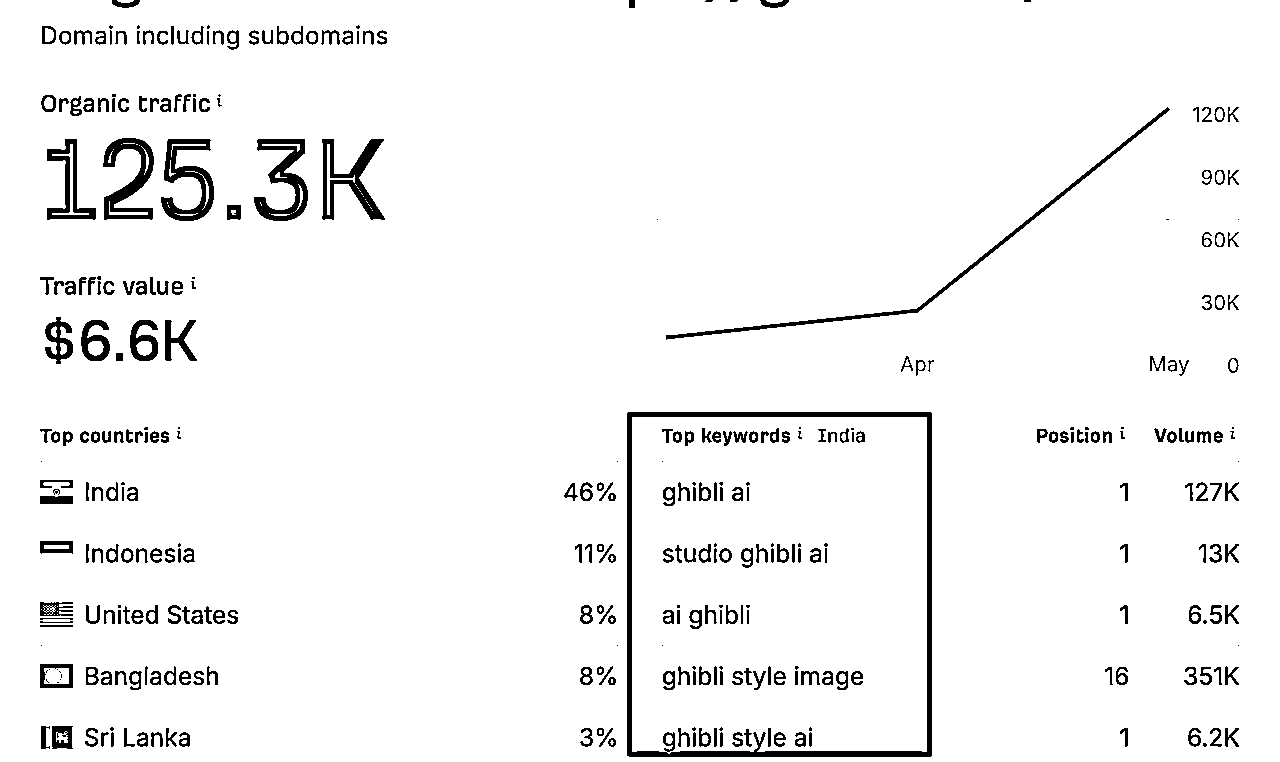 Domain including subdomains
Organic traffic i
125.3K
Traffic value i
$6.6K
120K
90K
60K
30K
Apr May 0
Top countries i
India 46%
Indonesia 11%
United States 8%
Bangladesh 8%
Sri Lanka 3%
Top keywords i India Position i Volume i
ghibli ai 1 127K
studio ghibli ai 1 13K
ai ghibli 1 6.5K
ghibli style image 16 351K
ghibli style ai 1 6.2K